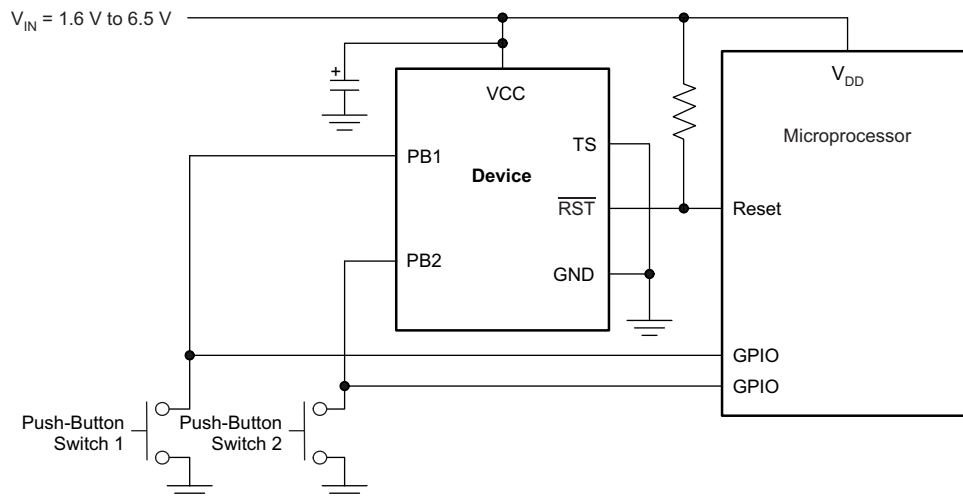 V_IN = 1.6 V to 6.5 V
+
VCC
V_DD
Microprocessor
PB1
TS
Device
R̅S̅T̅
Reset
PB2
GND
GPIO
GPIO
Push-Button
Switch 1
Push-Button
Switch 2